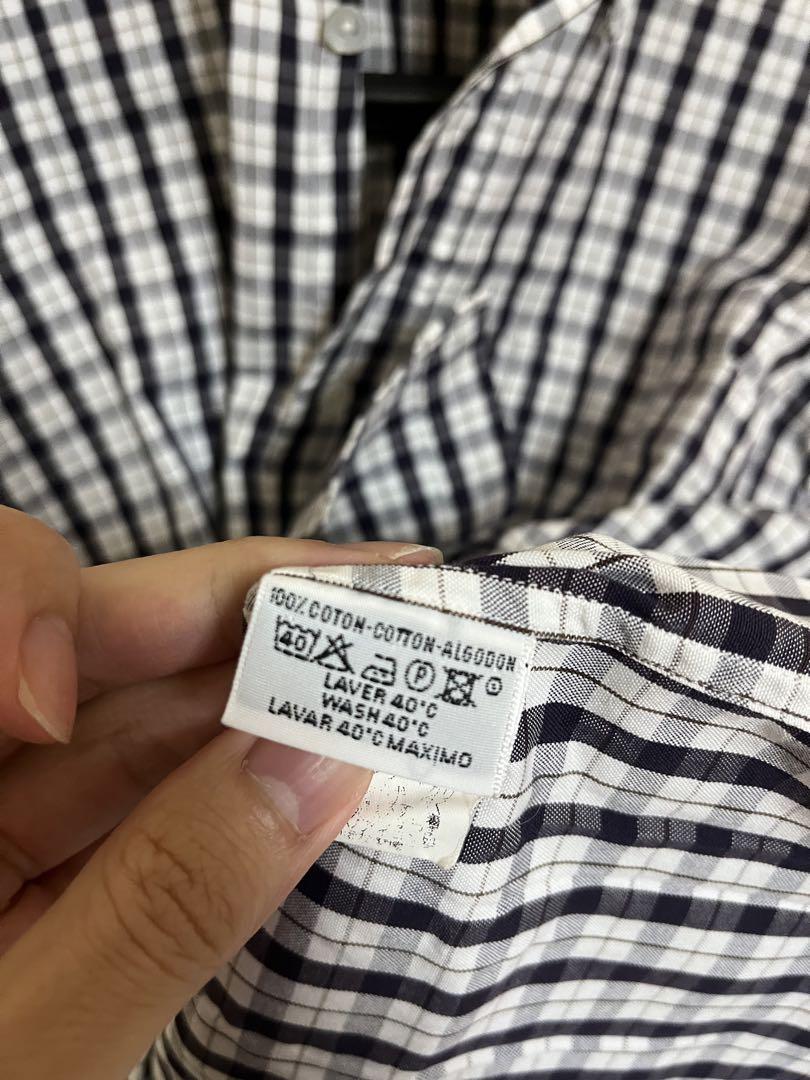 100% COTON-COTTON-ALGODON
40 P
LAVER 40°C
WASH 40°C
LAVAR 40°C MAXIMO